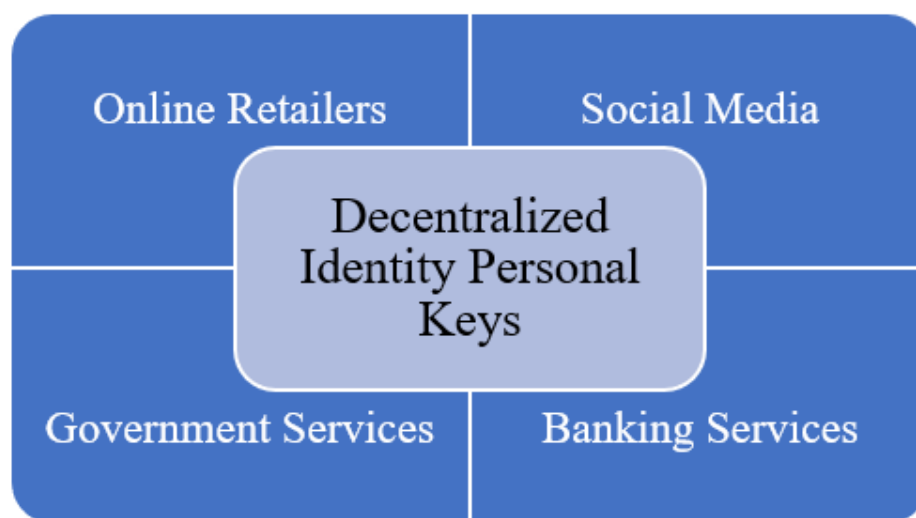 Online Retailers
Social Media
Decentralized
Identity Personal
Keys
Government Services
Banking Services